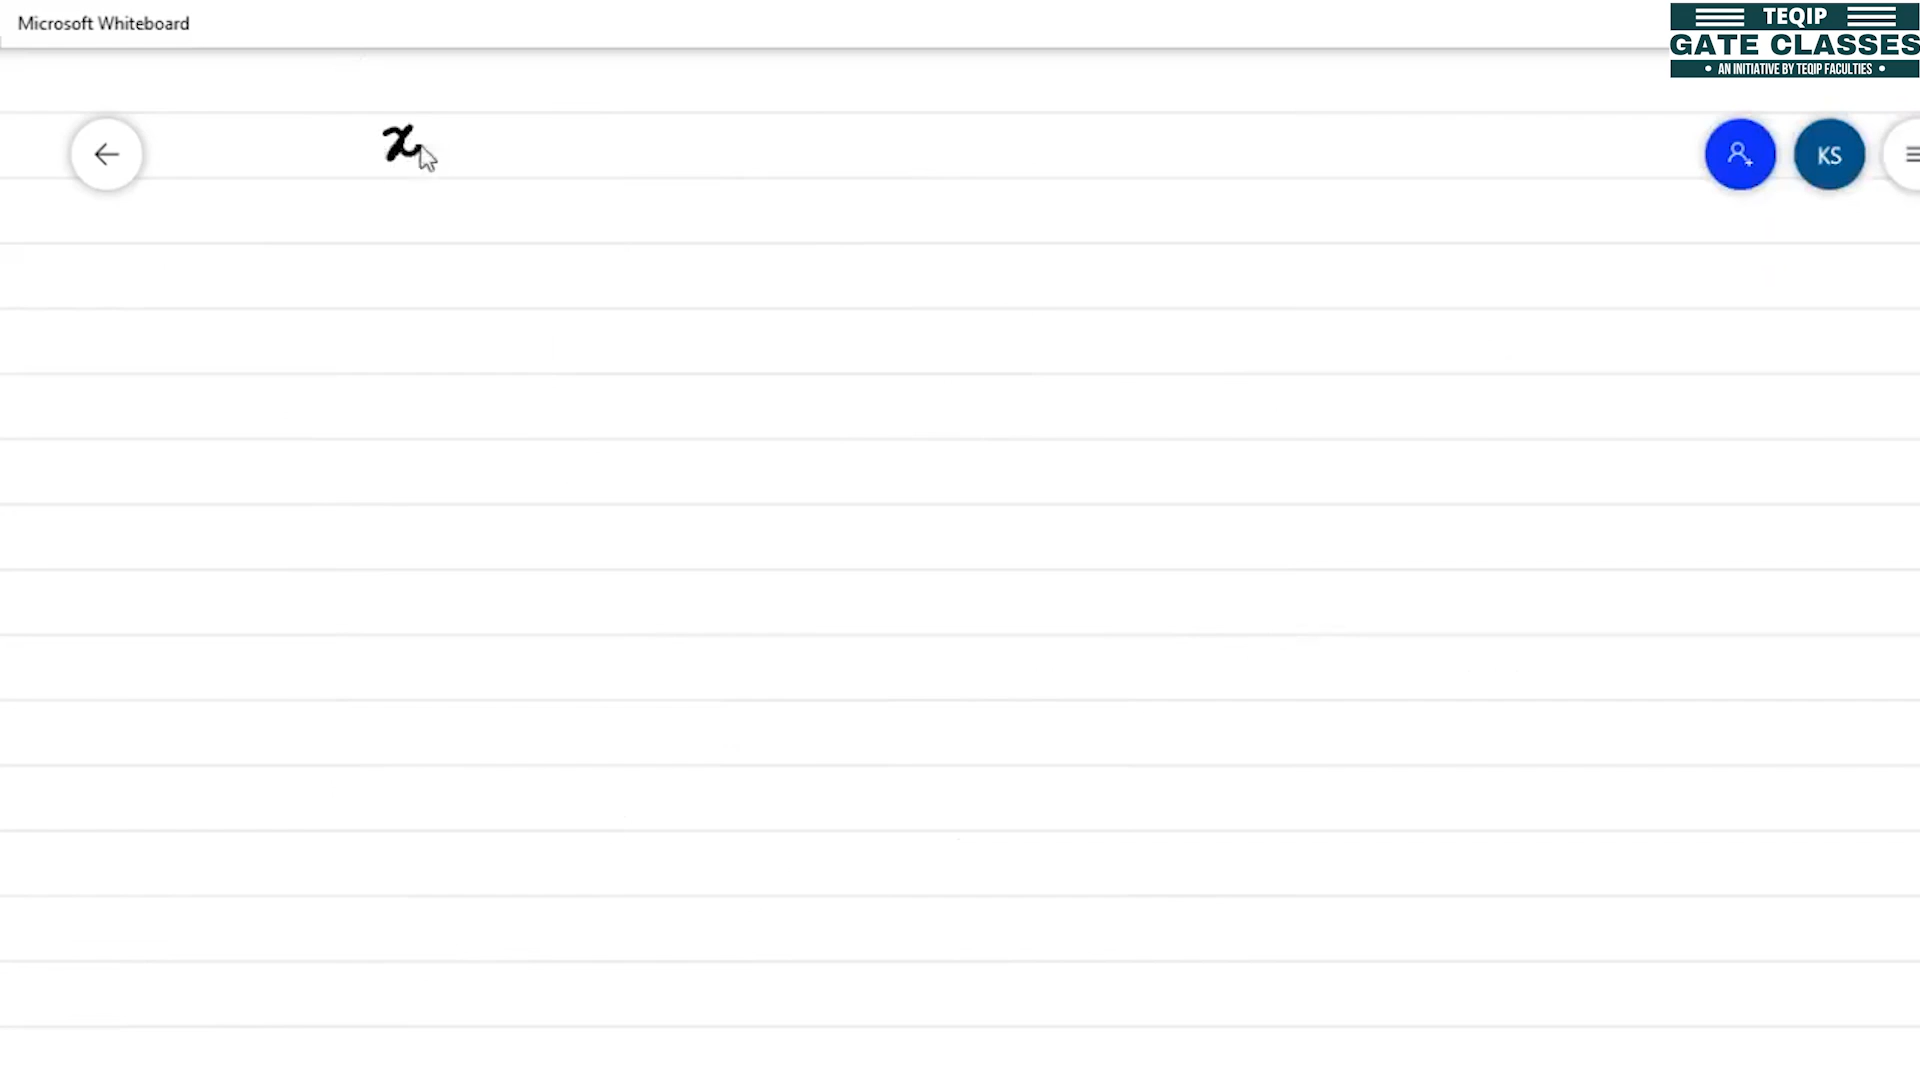 Microsoft Whiteboard
TEQIP
GATE CLASSES
• AN INITIATIVE BY TEQIP FACULTIES •
x
KS